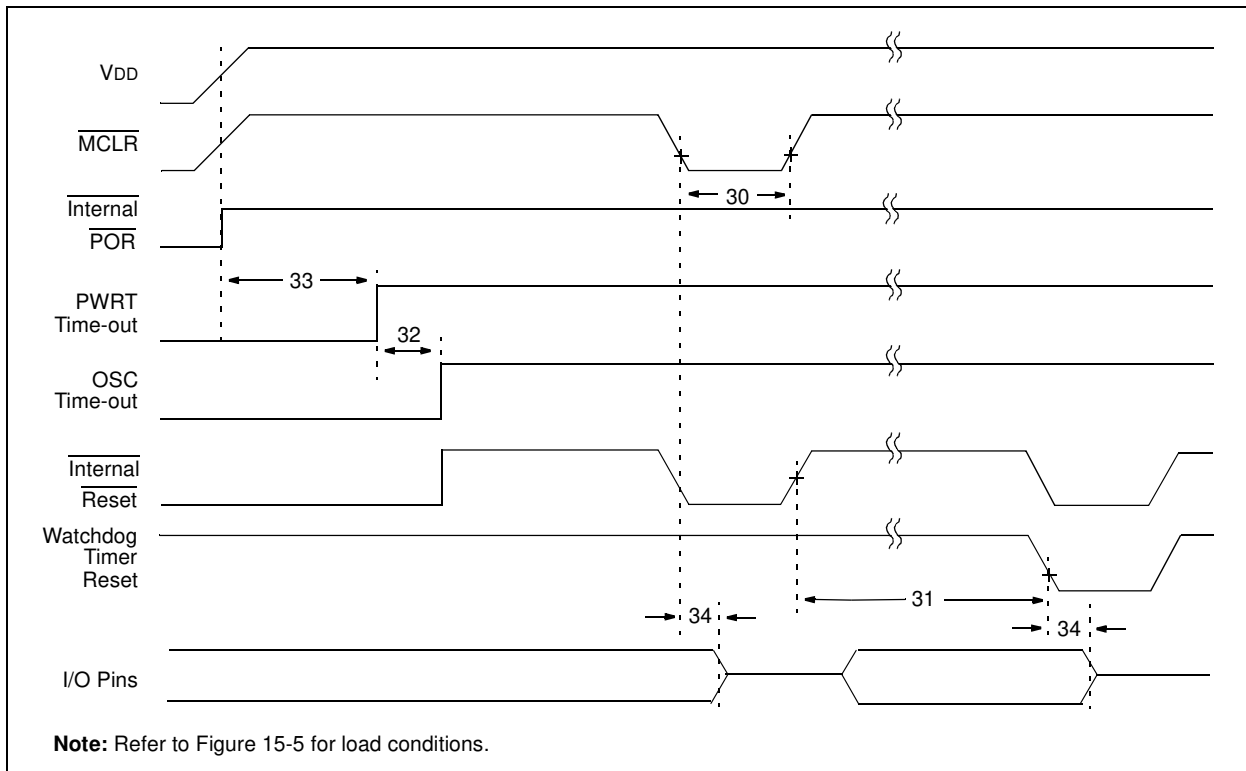 VDD
MCLR
30
Internal
POR
33
PWRT
Time-out
32
OSC
Time-out
Internal
Reset
Watchdog
Timer
Reset
31
34
34
I/O Pins
Note: Refer to Figure 15-5 for load conditions.